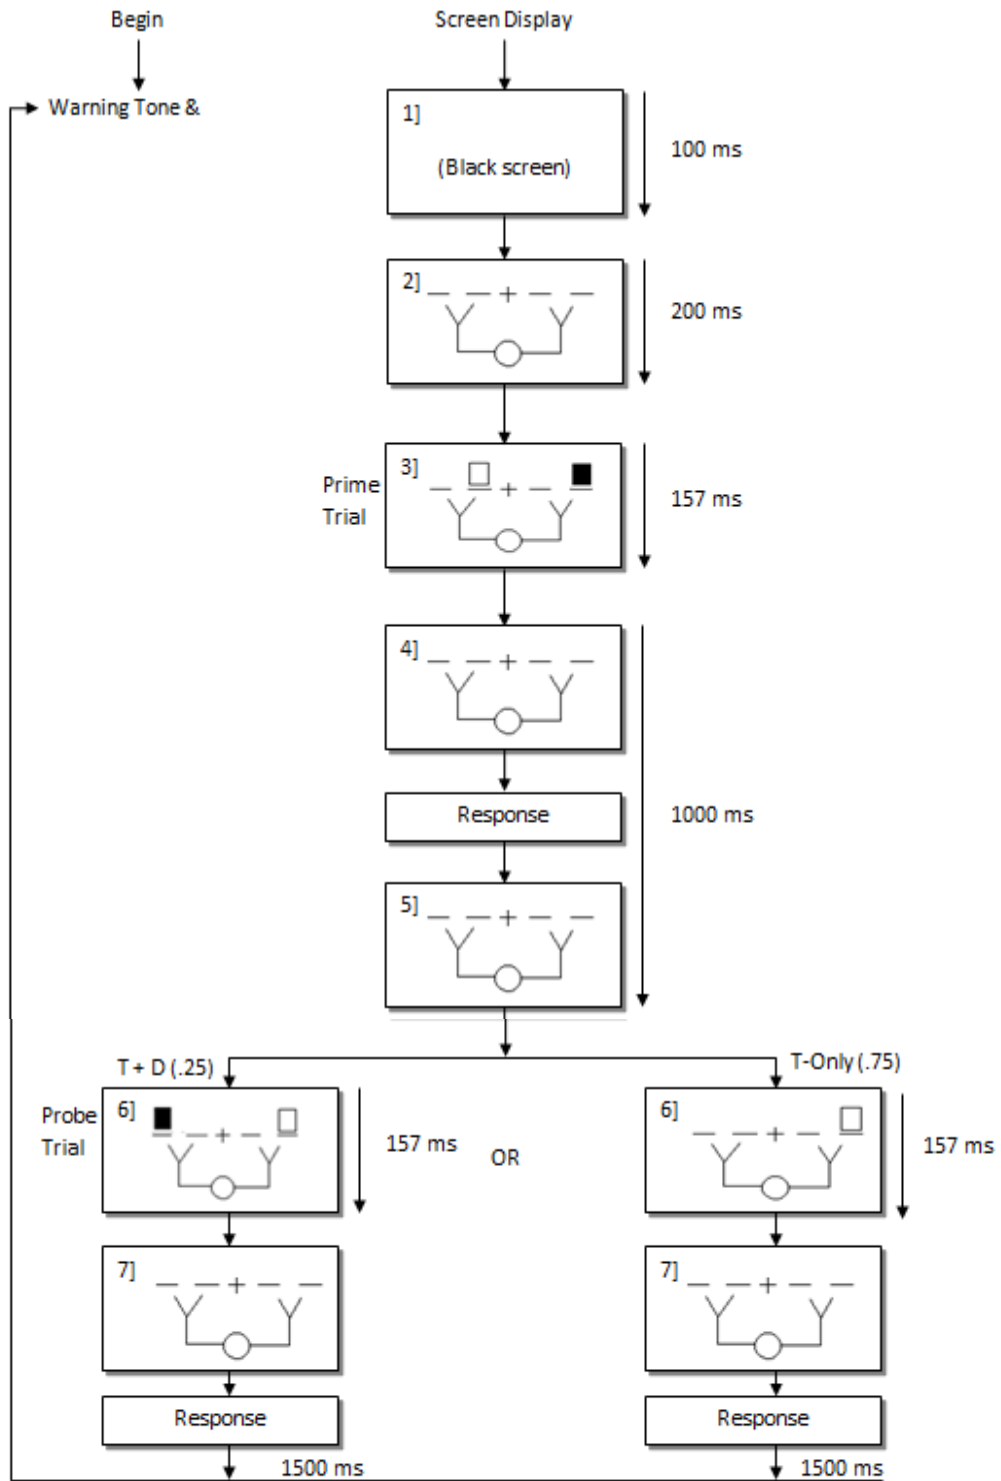 Begin
Screen Display
Warning Tone &
1]
(Black screen)
100 ms
2]
200 ms
3]
Prime
Trial
157 ms
4]
Response
1000 ms
5]
T + D (.25)
T-Only (.75)
Probe
Trial
6]
157 ms
OR
6]
157 ms
7]
7]
Response
Response
1500 ms
1500 ms